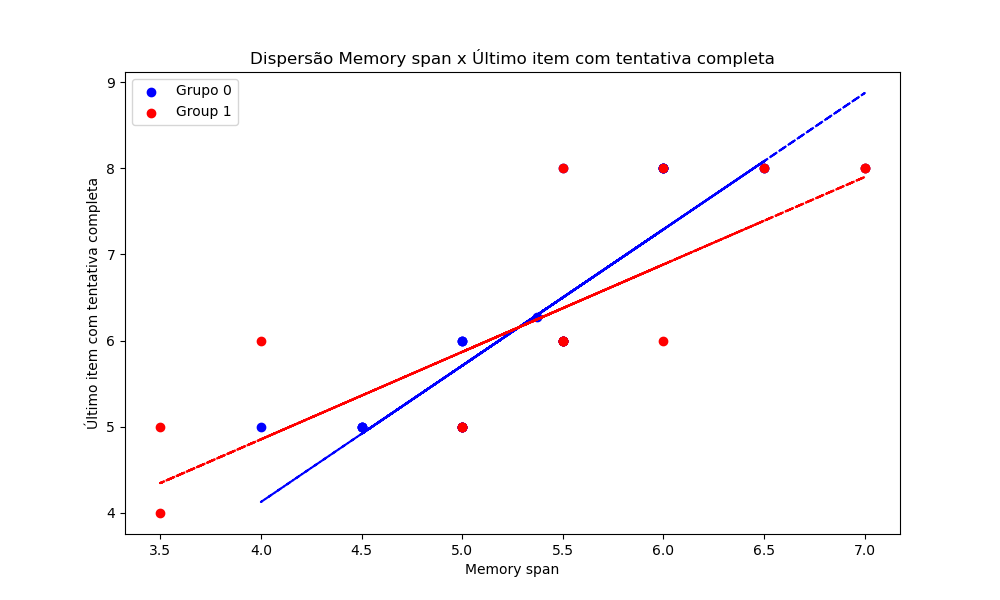 Dispersão Memory span x Último item com tentativa completa
Grupo 0
Group 1
Último item com tentativa completa
9
8
7
6
5
4
3.5 4.0 4.5 5.0 5.5 6.0 6.5 7.0
Memory span